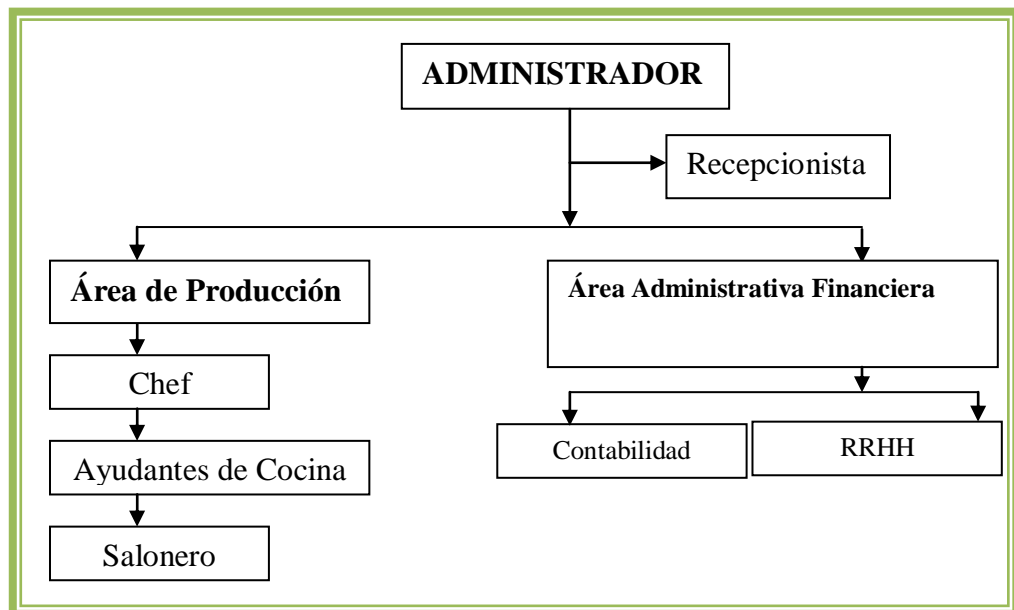 ADMINISTRADOR
Recepcionista
Área de Producción
Área Administrativa Financiera
Chef
Ayudantes de Cocina
Contabilidad
RRHH
Salonero